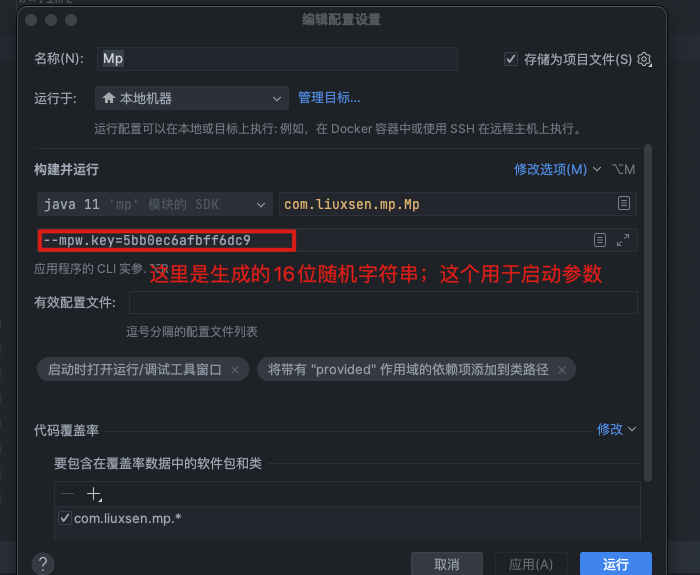 编辑配置设置
名称(N):
Mp
存储为项目文件(S)
运行于:
本地机器
管理目标...
运行配置可以在本地或目标上执行: 例如，在 Docker 容器中或使用 SSH 在远程主机上执行。
构建并运行
修改选项(M)
⌥M
java 11 'mp' 模块的 SDK
com.liuxsen.mp.Mp
--mpw.key=5bb0ec6afbff6dc9
应用程序的 CLI 实参.
这里是生成的16位随机字符串；这个用于启动参数
有效配置文件:
逗号分隔的配置文件列表
启动时打开运行/调试工具窗口 ×
将带有 "provided" 作用域的依赖项添加到类路径 ×
代码覆盖率
修改
要包含在覆盖率数据中的软件包和类
com.liuxsen.mp.*
?
取消
应用(A)
运行